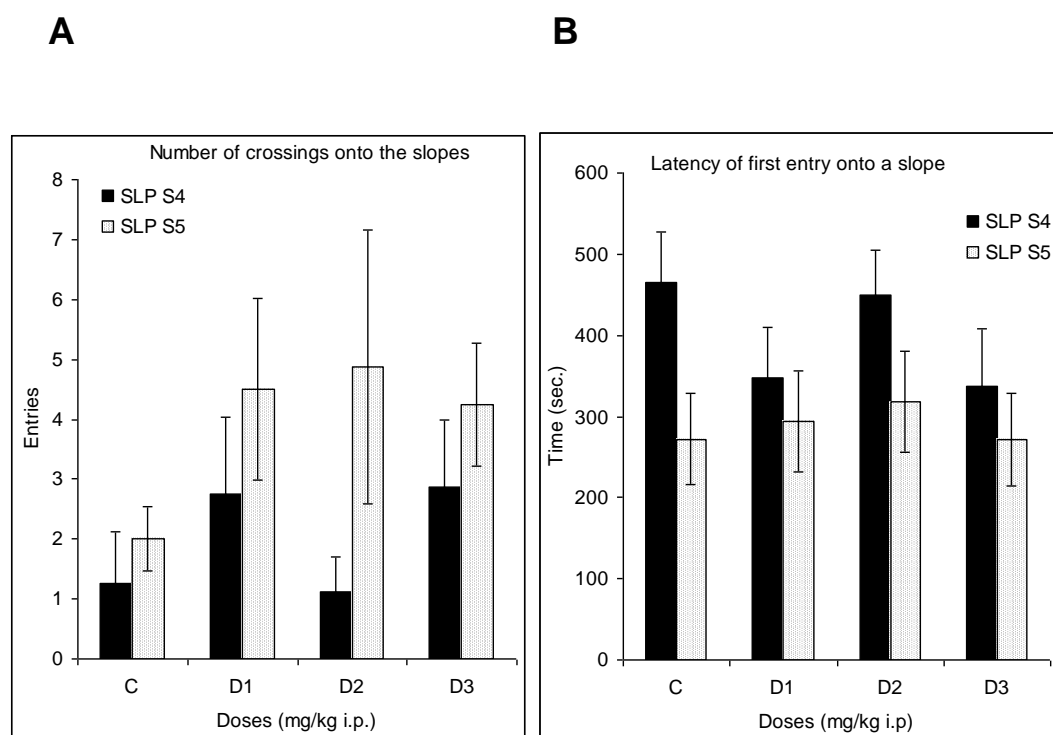 A
Number of crossings onto the slopes
SLP S4
SLP S5
8
7
6
5
4
3
2
1
0
Entries
C D1 D2 D3
Doses (mg/kg i.p.)
B
Latency of first entry onto a slope
SLP S4
SLP S5
600
500
400
300
200
100
0
Time (sec.)
C D1 D2 D3
Doses (mg/kg i.p)